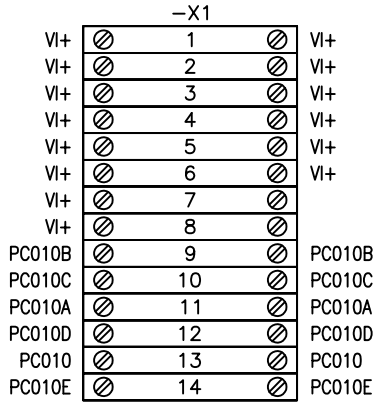 -X1
VI+ 1 VI+
VI+ 2 VI+
VI+ 3 VI+
VI+ 4 VI+
VI+ 5 VI+
VI+ 6 VI+
VI+ 7
VI+ 8
PC010B 9 PC010B
PC010C 10 PC010C
PC010A 11 PC010A
PC010D 12 PC010D
PC010 13 PC010
PC010E 14 PC010E